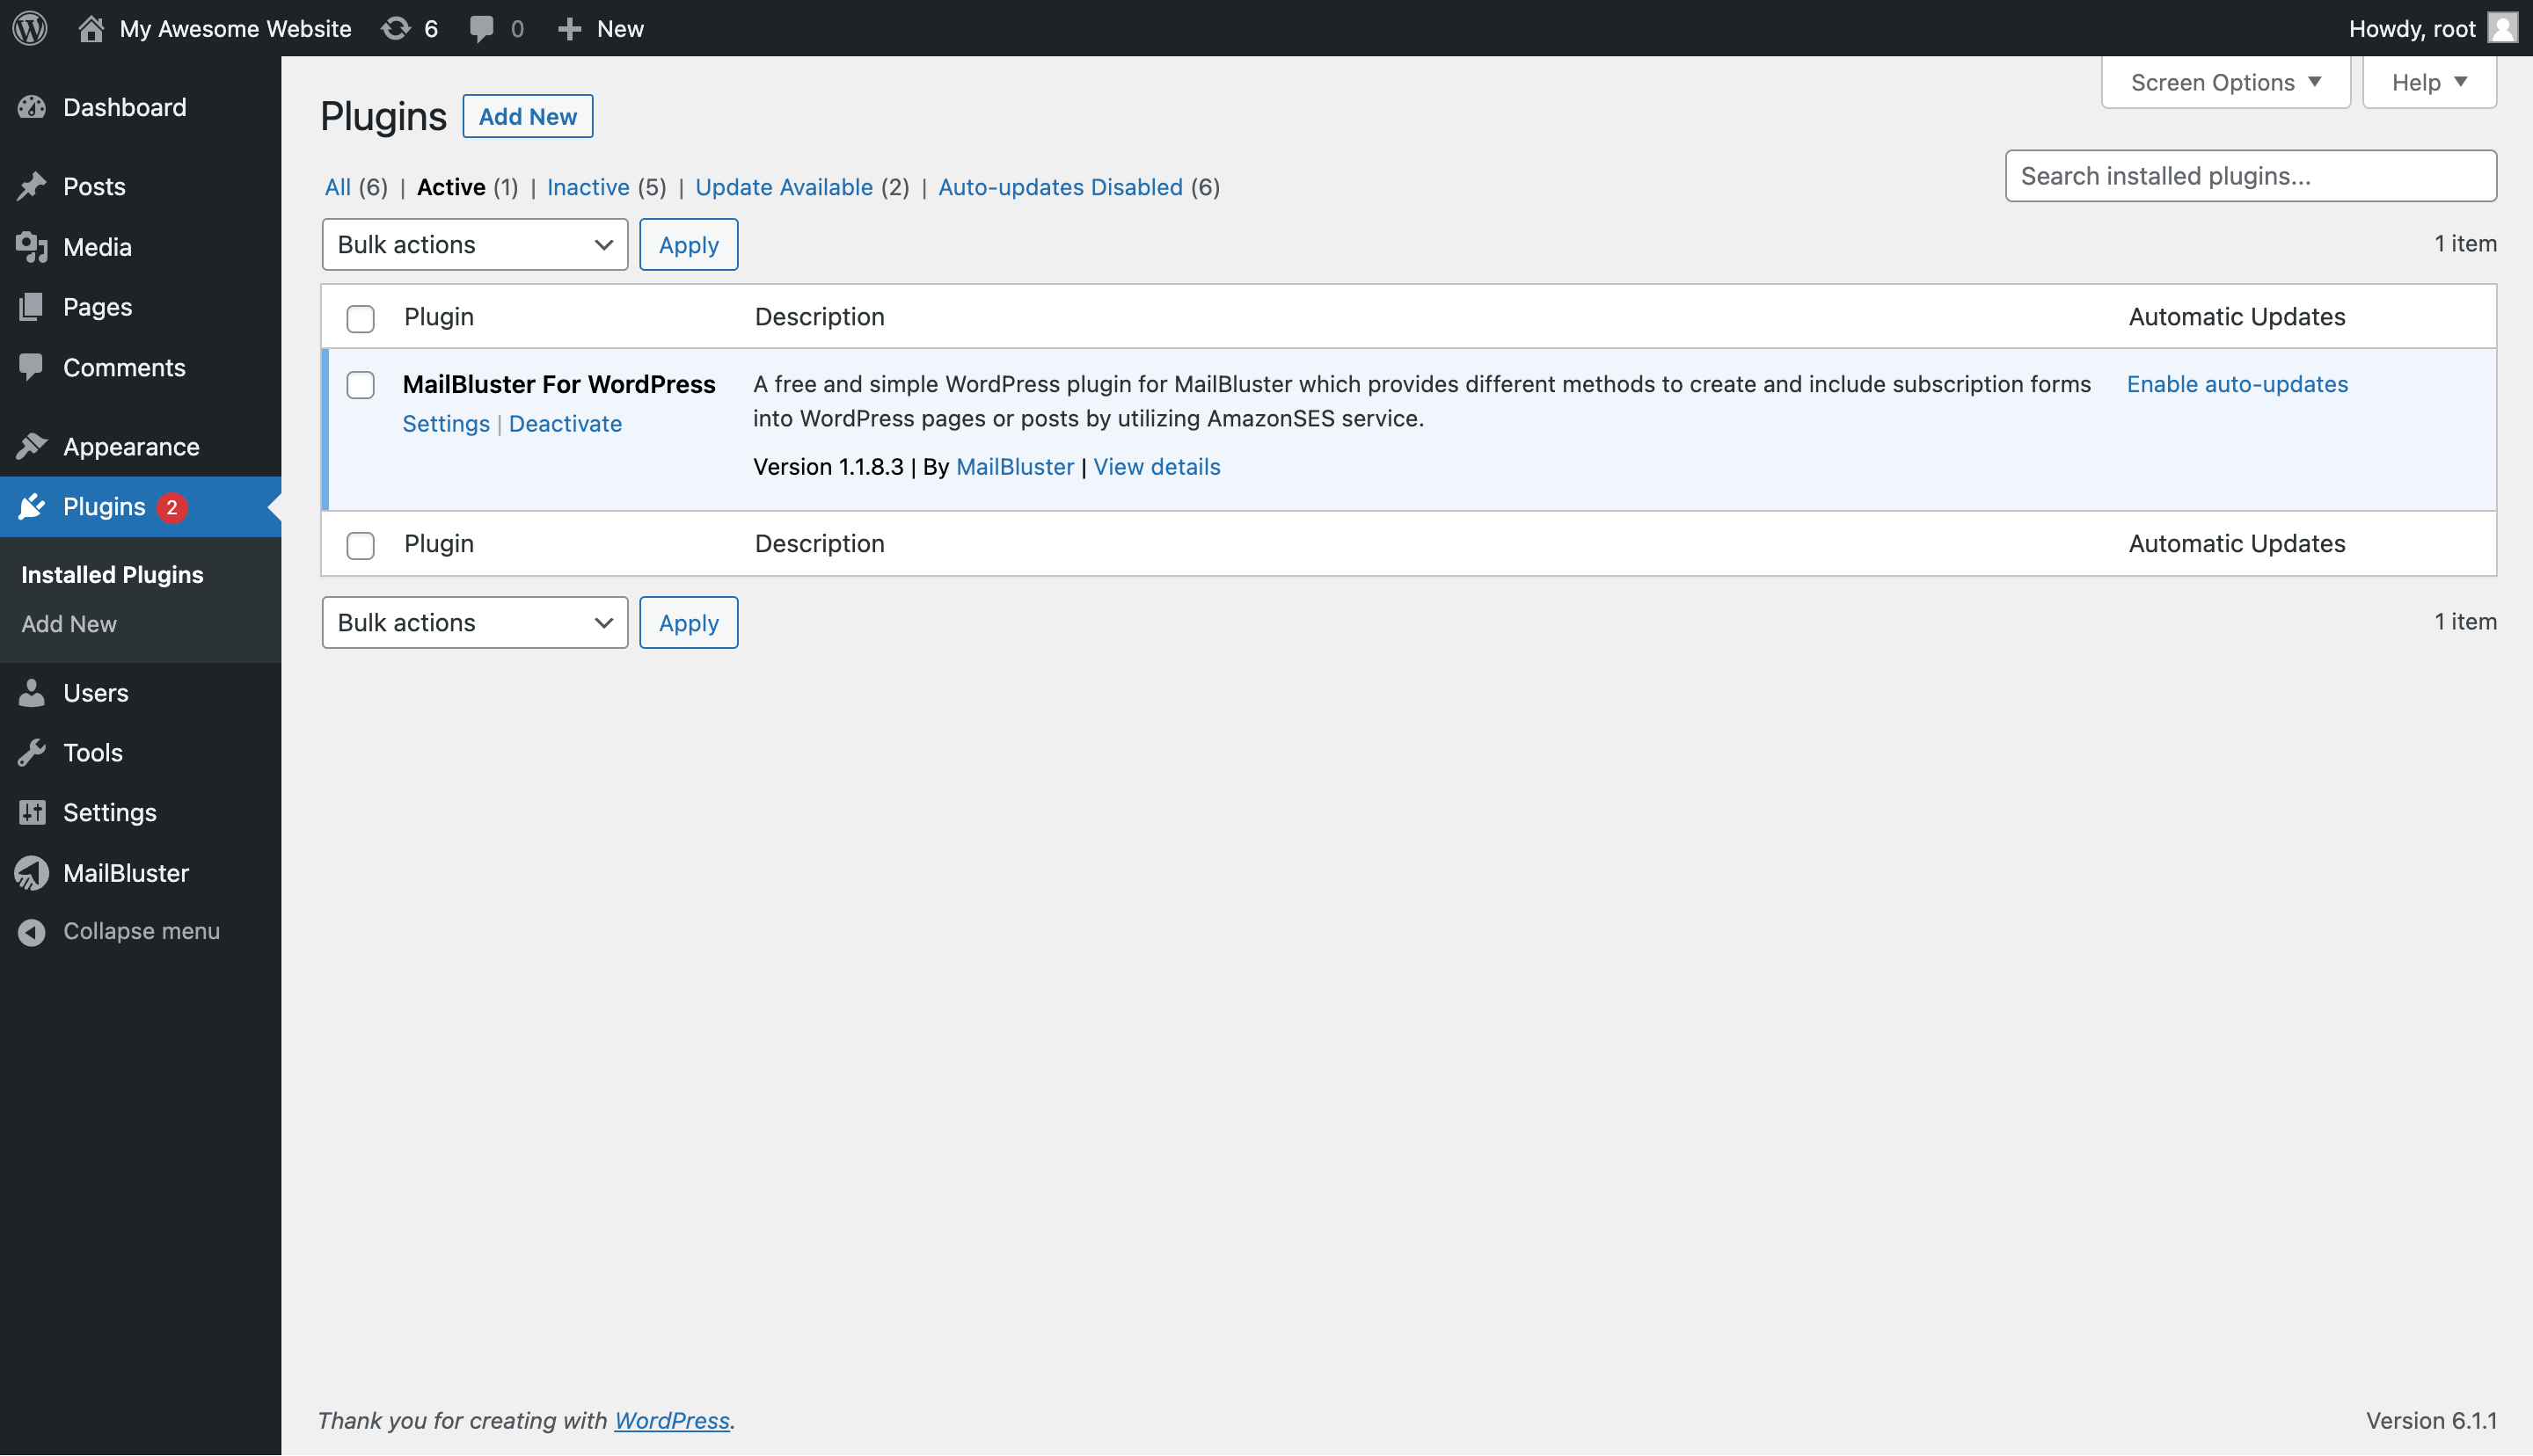 My Awesome Website 6 0 New Howdy, root
Dashboard
Posts
Media
Pages
Comments
Appearance
Plugins 2
Installed Plugins
Add New
Users
Tools
Settings
MailBluster
Collapse menu
Screen Options Help
Plugins Add New
All (6) | Active (1) | Inactive (5) | Update Available (2) | Auto-updates Disabled (6)
Search installed plugins...
Bulk actions Apply 1 item
Plugin Description Automatic Updates
MailBluster For WordPress
Settings | Deactivate
A free and simple WordPress plugin for MailBluster which provides different methods to create and include subscription forms
into WordPress pages or posts by utilizing AmazonSES service.
Version 1.1.8.3 | By MailBluster | View details
Enable auto-updates
Plugin Description Automatic Updates
Bulk actions Apply 1 item
Thank you for creating with WordPress. Version 6.1.1